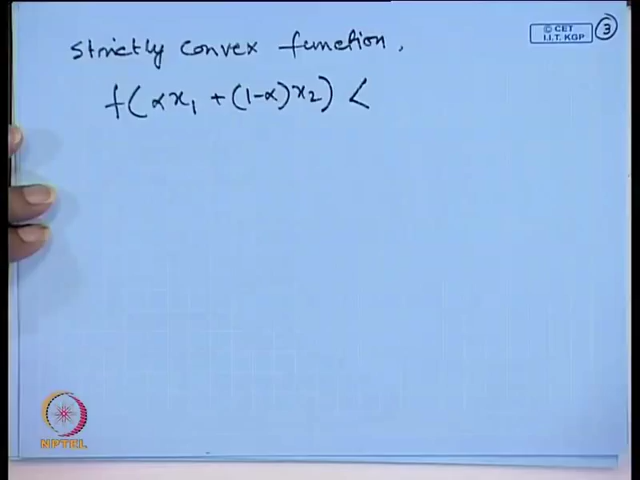 strictly convex function,
f(αx₁ + (1-α)x₂) <
© CET
I.I.T. KGP
3
NPTEL